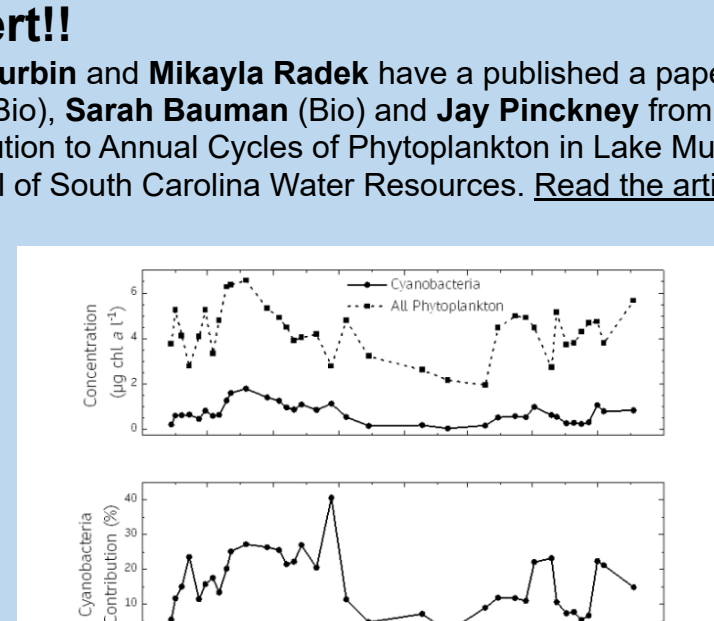 ert!!
urbin and Mikayla Radek have a published a pape
Bio), Sarah Bauman (Bio) and Jay Pinckney from
ution to Annual Cycles of Phytoplankton in Lake Mu
l of South Carolina Water Resources. Read the arti
Cyanobacteria
All Phytoplankton
Concentration
(µg chl a l⁻¹)
6
4
2
0
Cyanobacteria
Contribution (%)
40
30
20
10